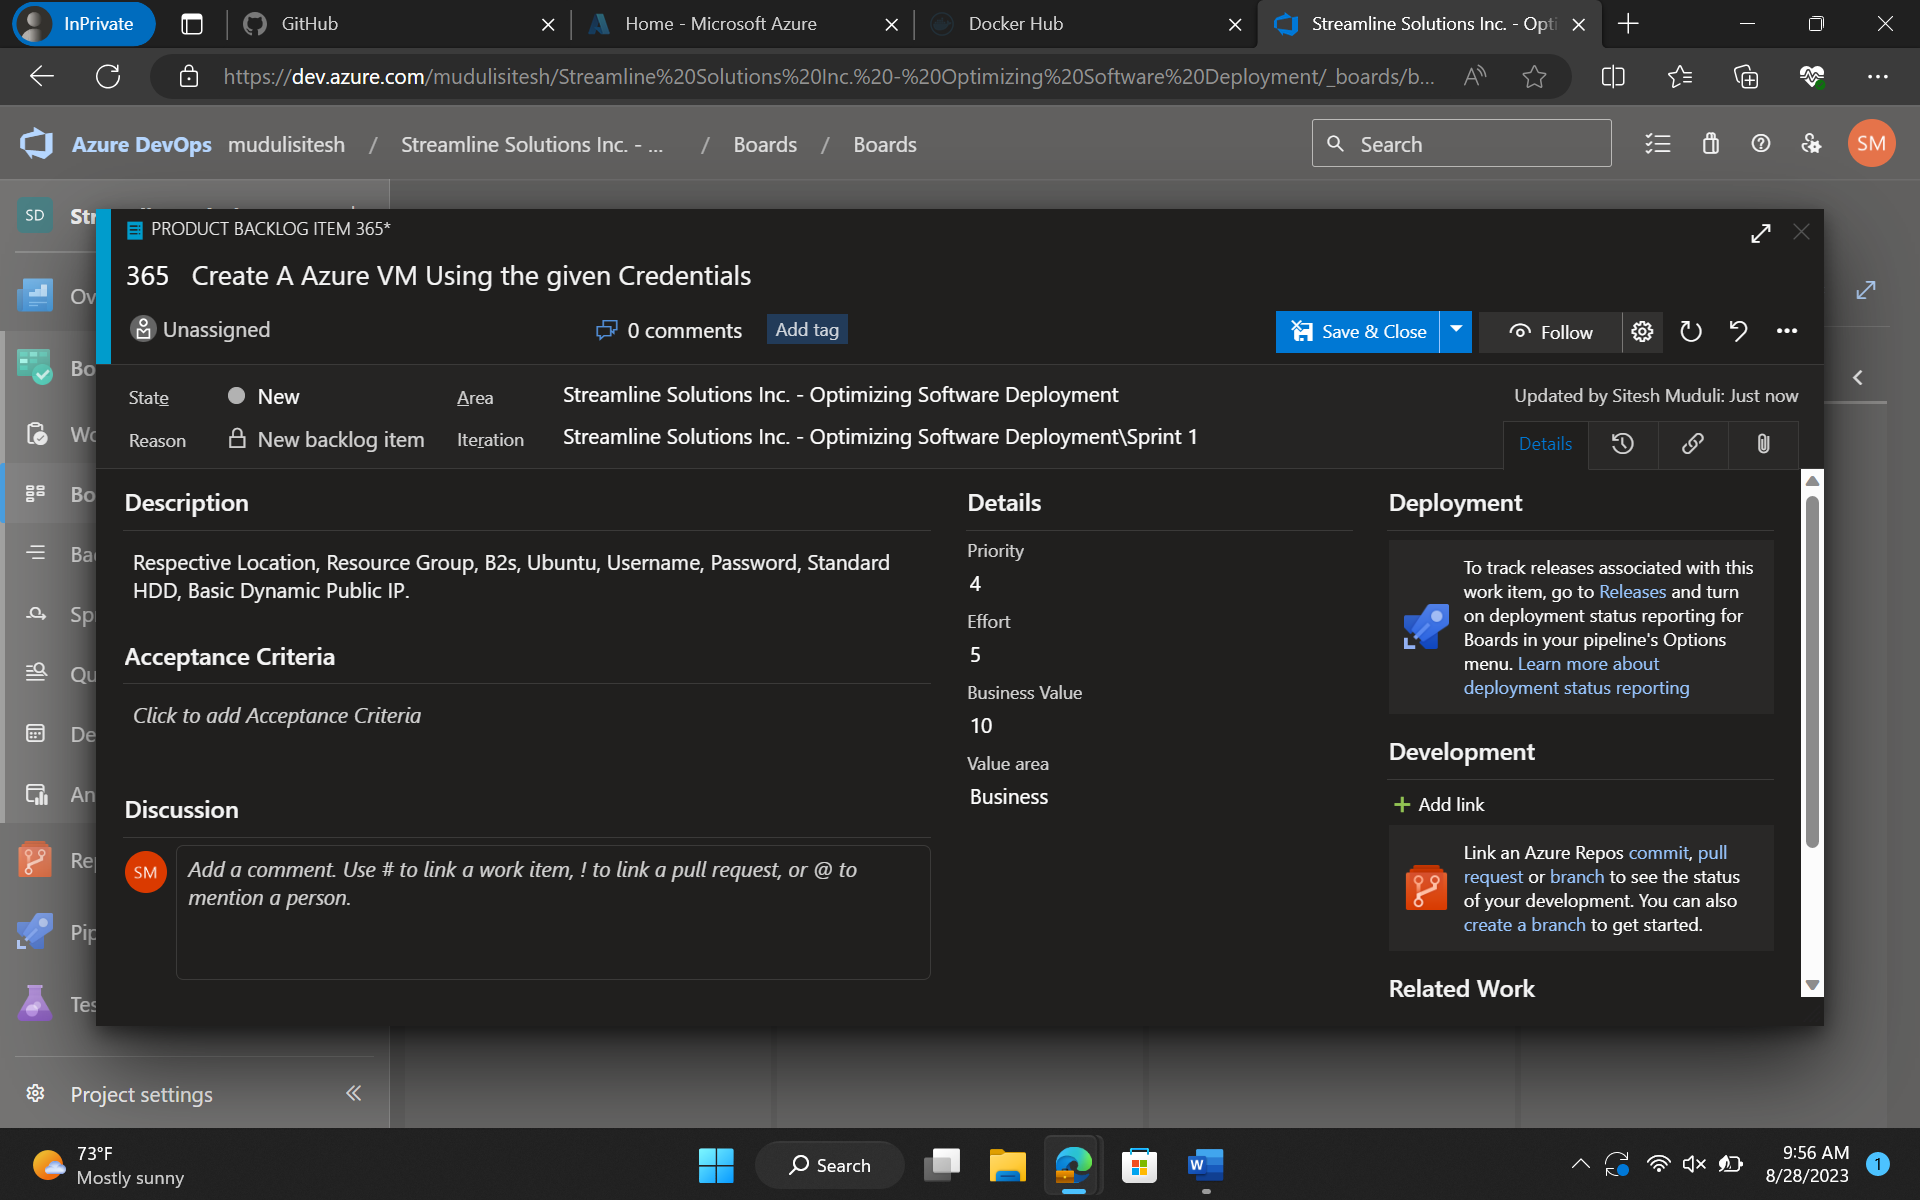 InPrivate
GitHub
Home - Microsoft Azure
Docker Hub
Streamline Solutions Inc. - Opti
https://dev.azure.com/mudulisitesh/Streamline%20Solutions%20Inc.%20-%20Optimizing%20Software%20Deployment/_boards/b...
Azure DevOps mudulisitesh / Streamline Solutions Inc. - ... / Boards / Boards
Search
SM
SD
Str
PRODUCT BACKLOG ITEM 365*
365 Create A Azure VM Using the given Credentials
Ov
Unassigned
0 comments
Add tag
Save & Close
Follow
Bo
State
New
Area
Streamline Solutions Inc. - Optimizing Software Deployment
Updated by Sitesh Muduli: Just now
Wo
Reason
New backlog item
Iteration
Streamline Solutions Inc. - Optimizing Software Deployment\Sprint 1
Details
Bo
Ba
Sp
Qu
De
An
Rep
Pip
Tes
Description
Respective Location, Resource Group, B2s, Ubuntu, Username, Password, Standard
HDD, Basic Dynamic Public IP.
Acceptance Criteria
Click to add Acceptance Criteria
Discussion
SM
Add a comment. Use # to link a work item, ! to link a pull request, or @ to
mention a person.
Details
Priority
4
Effort
5
Business Value
10
Value area
Business
Deployment
To track releases associated with this
work item, go to Releases and turn
on deployment status reporting for
Boards in your pipeline's Options
menu. Learn more about
deployment status reporting
Development
Add link
Link an Azure Repos commit, pull
request or branch to see the status
of your development. You can also
create a branch to get started.
Related Work
Project settings
73°F
Mostly sunny
Search
9:56 AM
8/28/2023
1